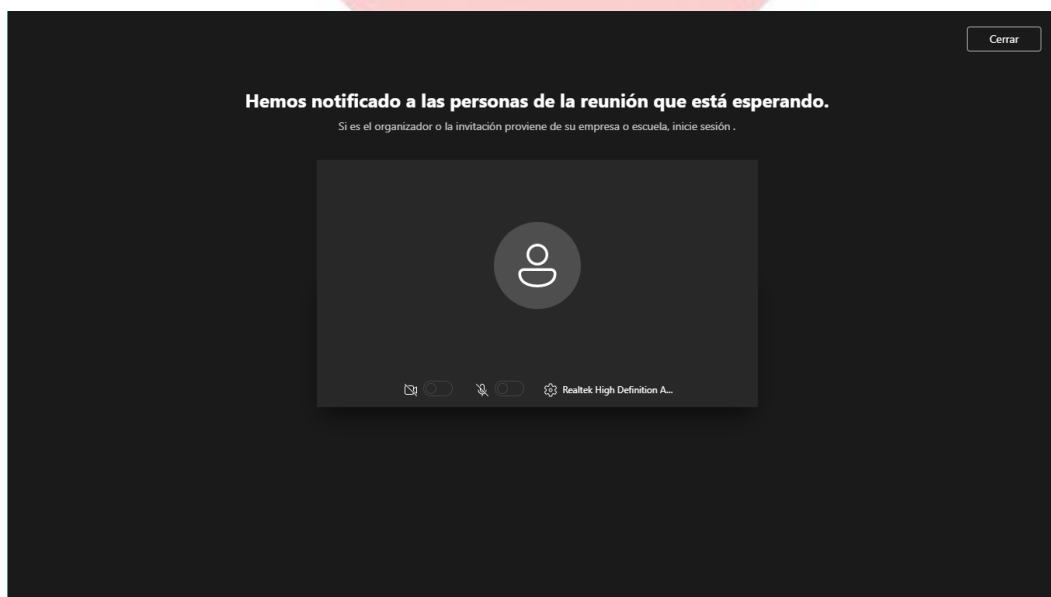 Cerrar
Hemos notificado a las personas de la reunión que está esperando.
Si es el organizador o la invitación proviene de su empresa o escuela, inicie sesión .
Realtek High Definition A...